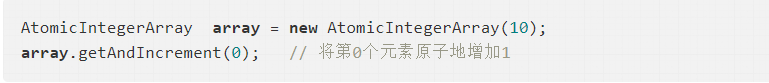 AtomicIntegerArray  array = new AtomicIntegerArray(10);
array.getAndIncrement(0);   // 将第0个元素原子地增加1